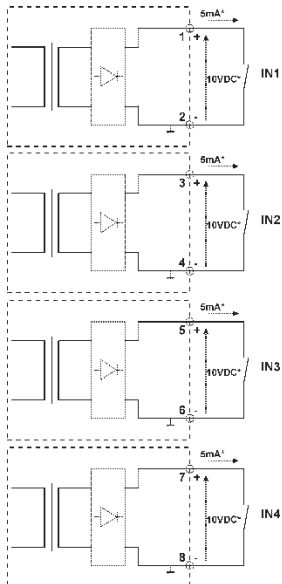 5mA*
1 +
10VDC* IN1
2 -
5mA*
3 +
10VDC* IN2
4 -
5mA*
5 +
10VDC* IN3
6 -
5mA*
7 +
10VDC* IN4
8 -